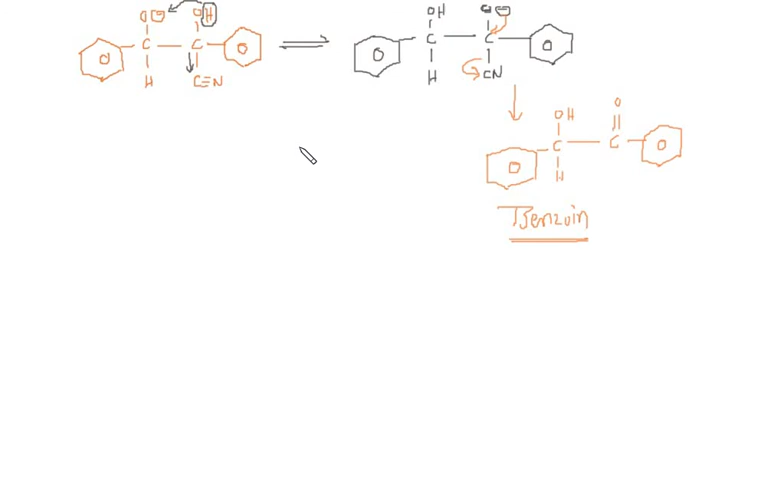 O⊖ OH
C — C
H C≡N
OH O⊖
C — C
H CN
OH O
C — C
H
Benzoin